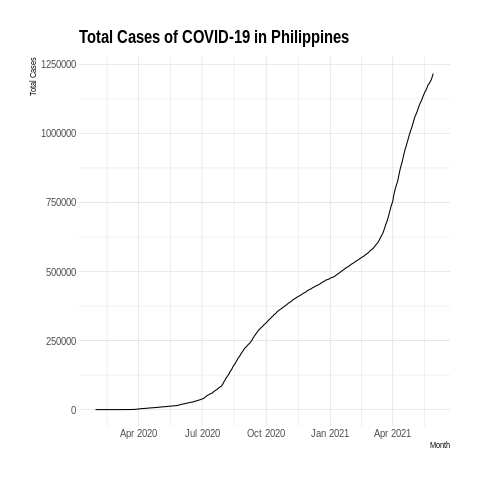 Total Cases of COVID-19 in Philippines
Total Cases
1250000
1000000
750000
500000
250000
0
Apr 2020
Jul 2020
Oct 2020
Jan 2021
Apr 2021
Month